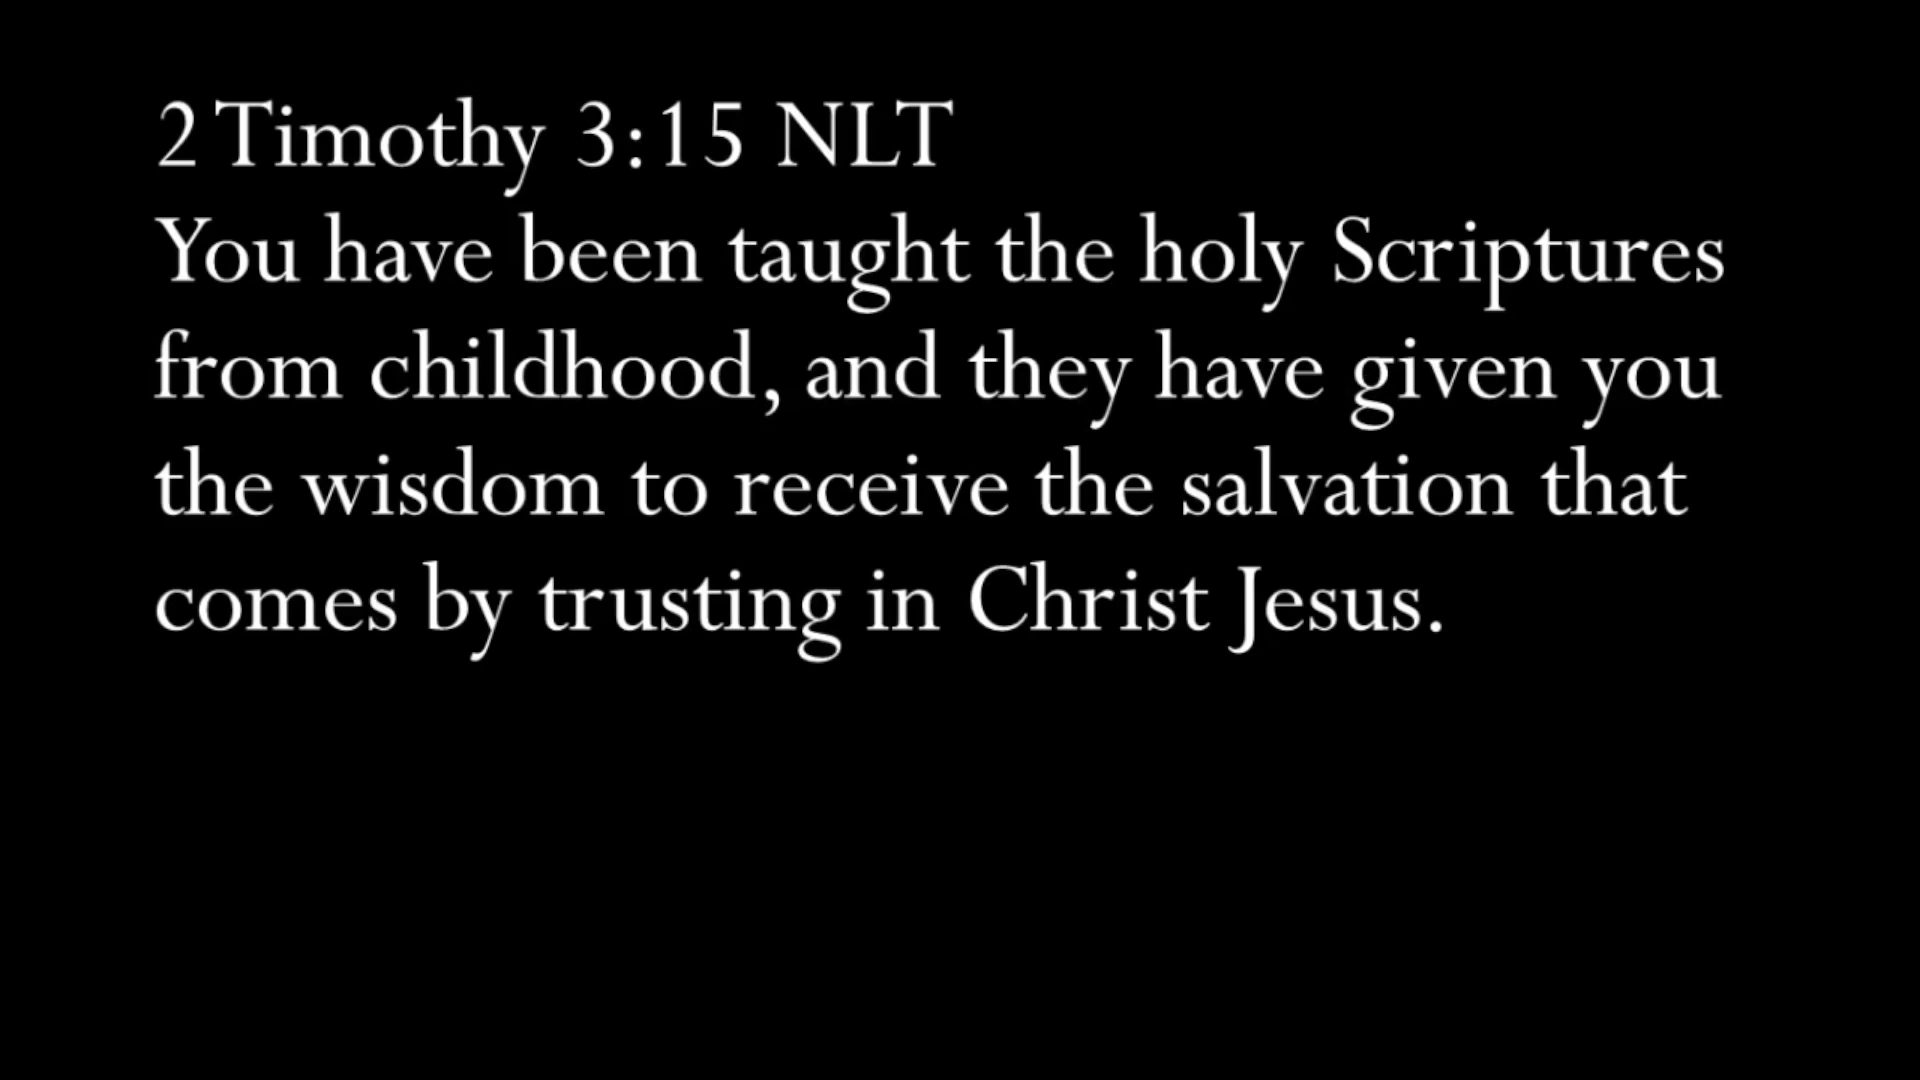 2 Timothy 3:15 NLT
You have been taught the holy Scriptures
from childhood, and they have given you
the wisdom to receive the salvation that
comes by trusting in Christ Jesus.